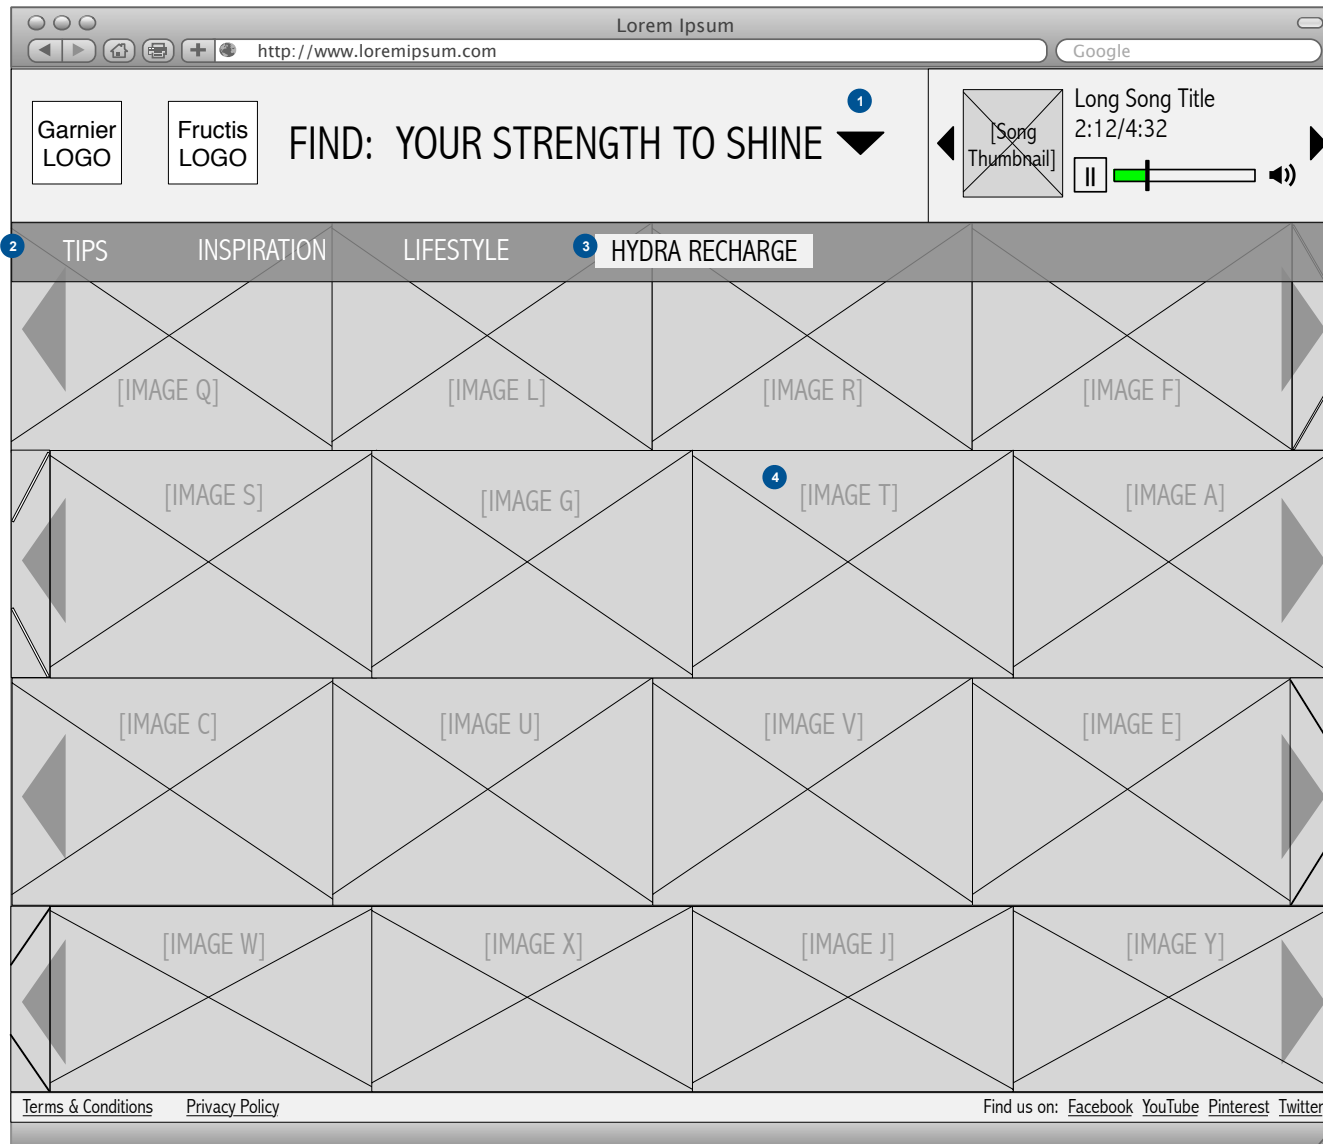 Lorem Ipsum
http://www.loremipsum.com
Google
Garnier
LOGO
Fructis
LOGO
FIND: YOUR STRENGTH TO SHINE
1
[Song
Thumbnail]
Long Song Title
2:12/4:32
2
TIPS
INSPIRATION
LIFESTYLE
3
HYDRA RECHARGE
[IMAGE Q]
[IMAGE L]
[IMAGE R]
[IMAGE F]
[IMAGE S]
[IMAGE G]
4
[IMAGE T]
[IMAGE A]
[IMAGE C]
[IMAGE U]
[IMAGE V]
[IMAGE E]
[IMAGE W]
[IMAGE X]
[IMAGE J]
[IMAGE Y]
Terms & Conditions
Privacy Policy
Find us on: Facebook YouTube Pinterest Twitter